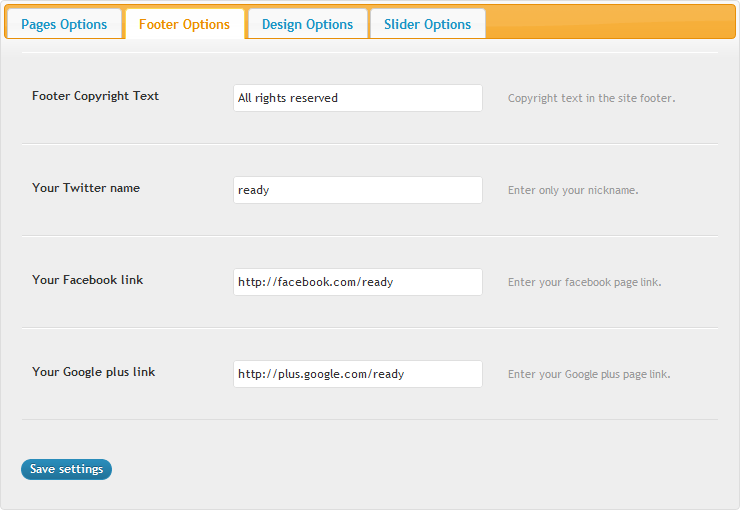 Pages Options Footer Options Design Options Slider Options
Footer Copyright Text All rights reserved Copyright text in the site footer.
Your Twitter name ready Enter only your nickname.
Your Facebook link http://facebook.com/ready Enter your facebook page link.
Your Google plus link http://plus.google.com/ready Enter your Google plus page link.
Save settings